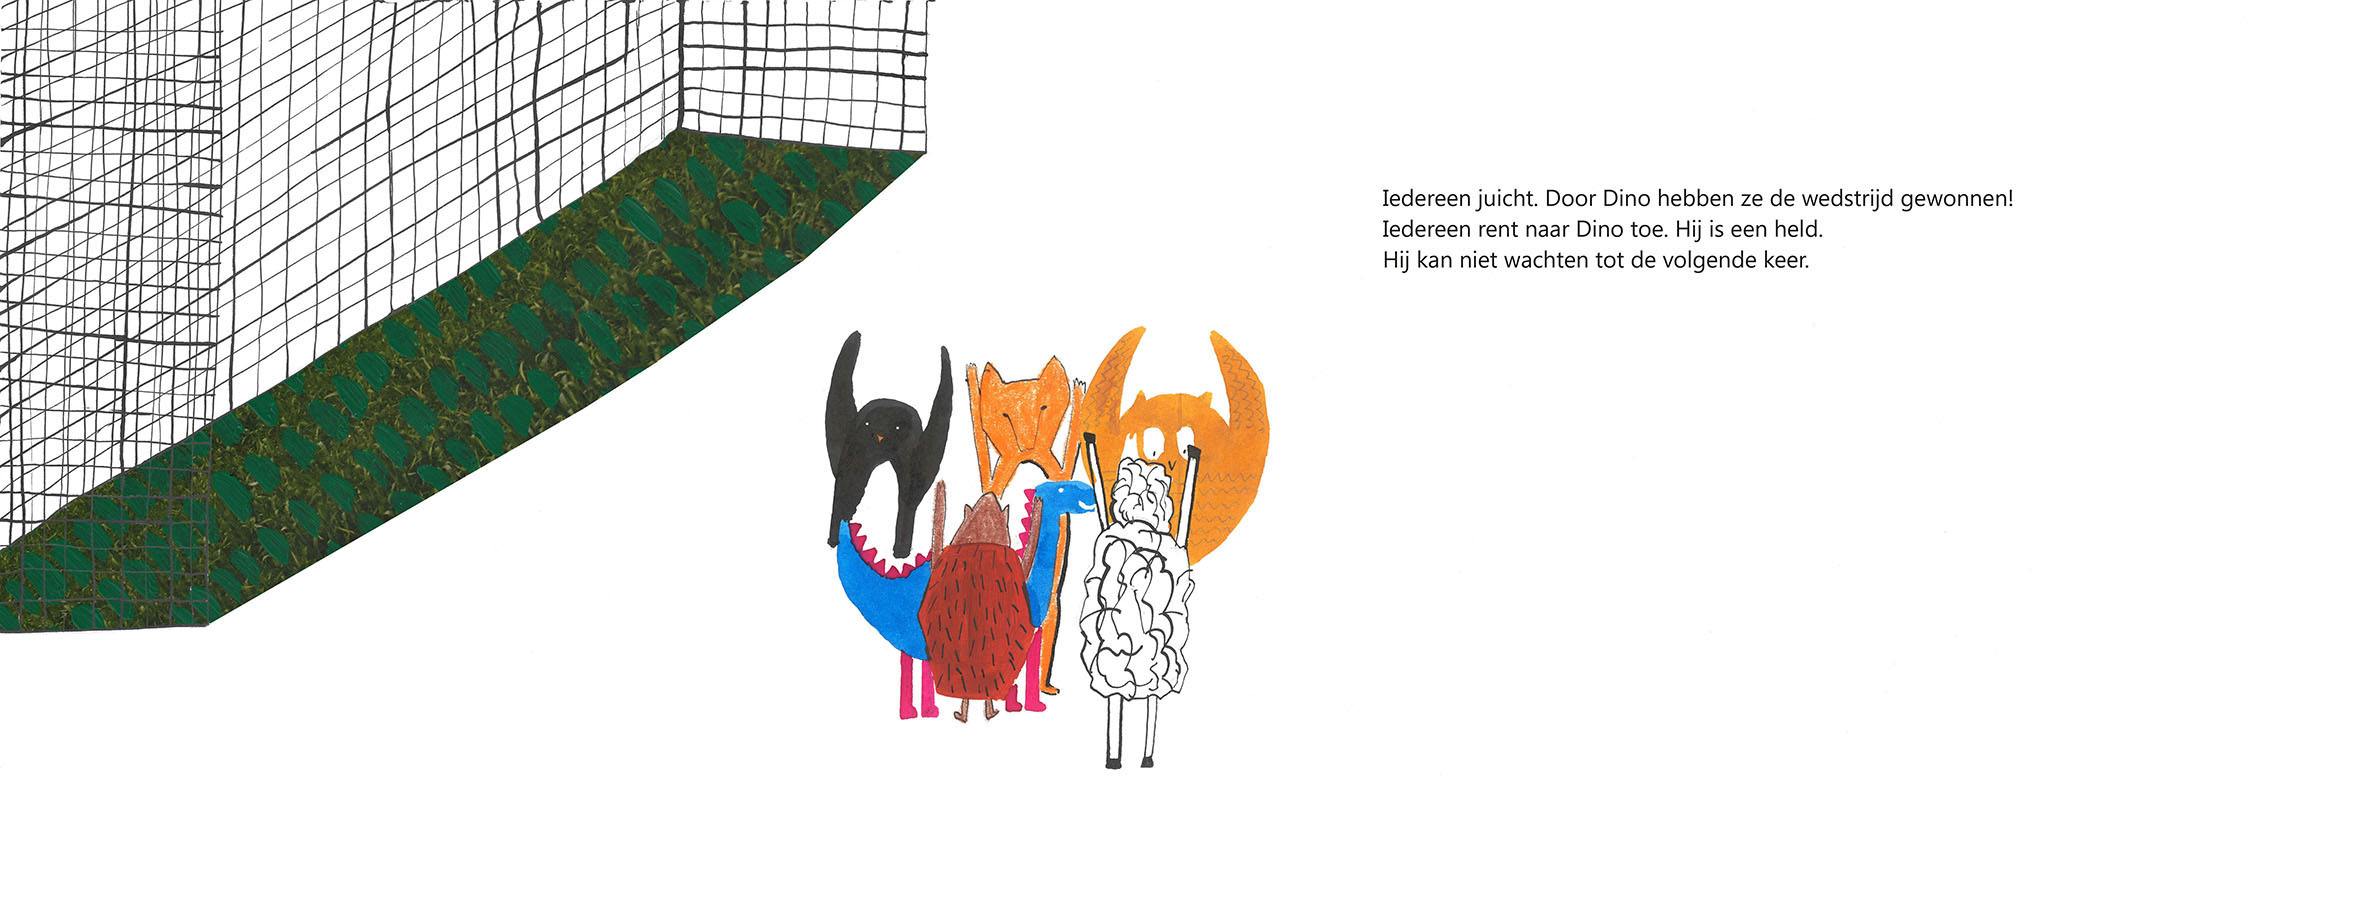 Iedereen juicht. Door Dino hebben ze de wedstrijd gewonnen!
Iedereen rent naar Dino toe. Hij is een held.
Hij kan niet wachten tot de volgende keer.